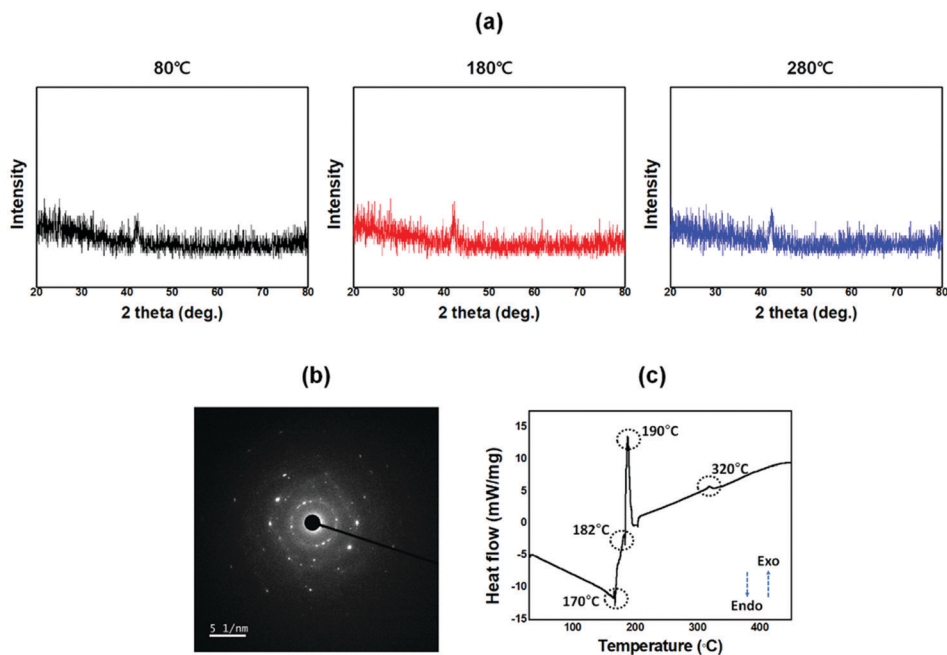 (a)
80℃
180℃
280℃
Intensity
Intensity
Intensity
20 30 40 50 60 70 80
20 30 40 50 60 70 80
20 30 40 50 60 70 80
2 theta (deg.)
2 theta (deg.)
2 theta (deg.)
(b)
5 1/nm
(c)
Heat flow (mW/mg)
15
10
5
0
-5
-10
-15
190°C
320°C
182°C
170°C
Exo
Endo
100 200 300 400
Temperature (◦C)